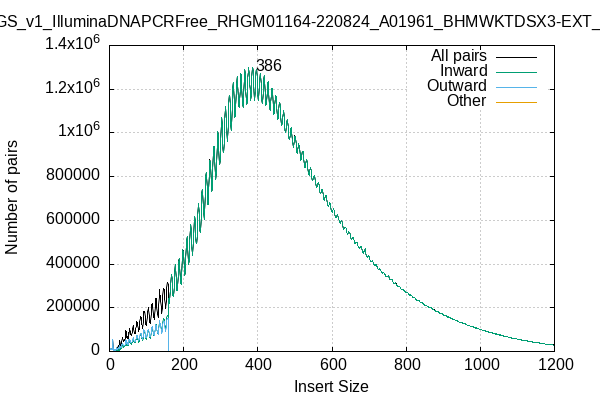 GS_v1_IlluminaDNAPCRFree_RHGM01164-220824_A01961_BHMWKTDSX3-EXT_
1.4x10^6
1.2x10^6
1x10^6
800000
600000
400000
200000
0
Number of pairs
386
All pairs
Inward
Outward
Other
0 200 400 600 800 1000 1200
Insert Size